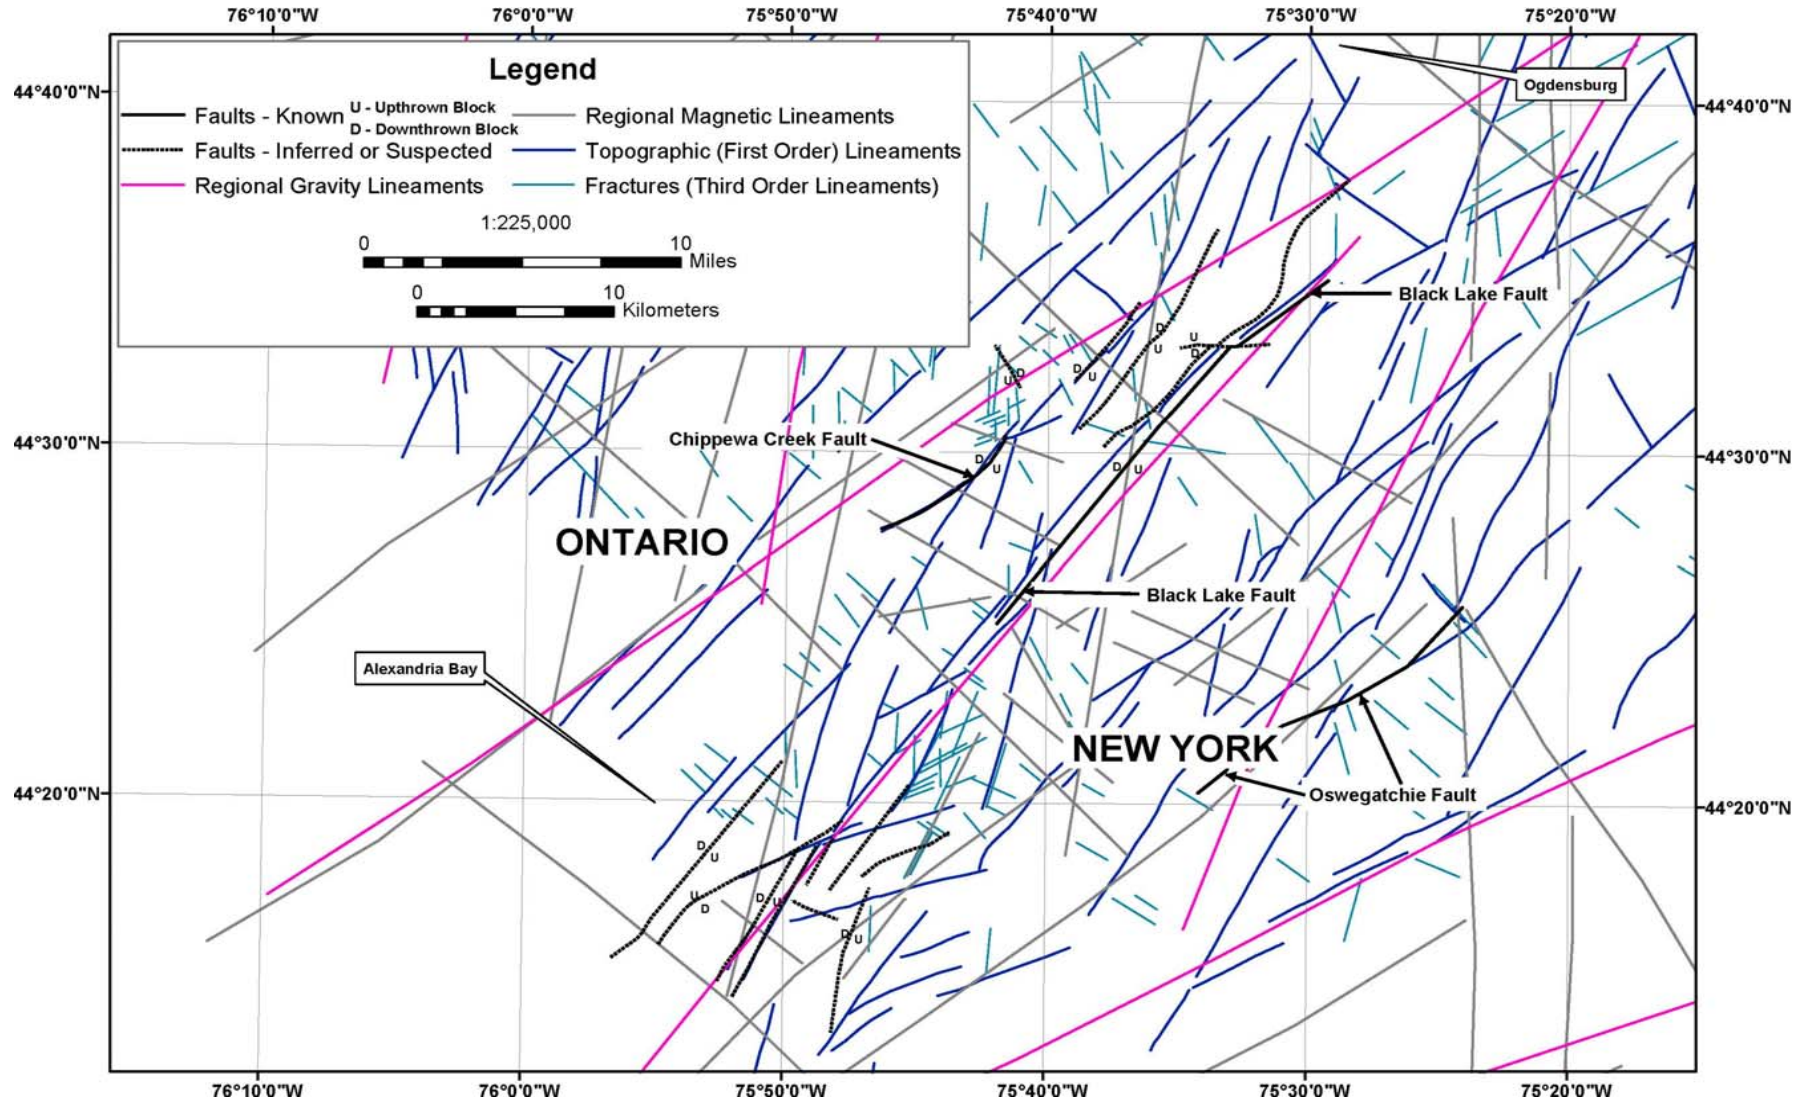 76°10'0"W 76°0'0"W 75°50'0"W 75°40'0"W 75°30'0"W 75°20'0"W
Legend
Faults - Known U - Upthrown Block
D - Downthrown Block
Regional Magnetic Lineaments
Faults - Inferred or Suspected
Topographic (First Order) Lineaments
Regional Gravity Lineaments
Fractures (Third Order Lineaments)
1:225,000
0 10
Miles
0 10
Kilometers
Ogdensburg
44°40'0"N 44°40'0"N
Black Lake Fault
D
U
U
D
D
U
U
D
Chippewa Creek Fault
44°30'0"N 44°30'0"N
D
U
D U
ONTARIO
Black Lake Fault
Alexandria Bay
NEW YORK
Oswegatchie Fault
44°20'0"N 44°20'0"N
D
U
U
D
D U
D U
76°10'0"W 76°0'0"W 75°50'0"W 75°40'0"W 75°30'0"W 75°20'0"W